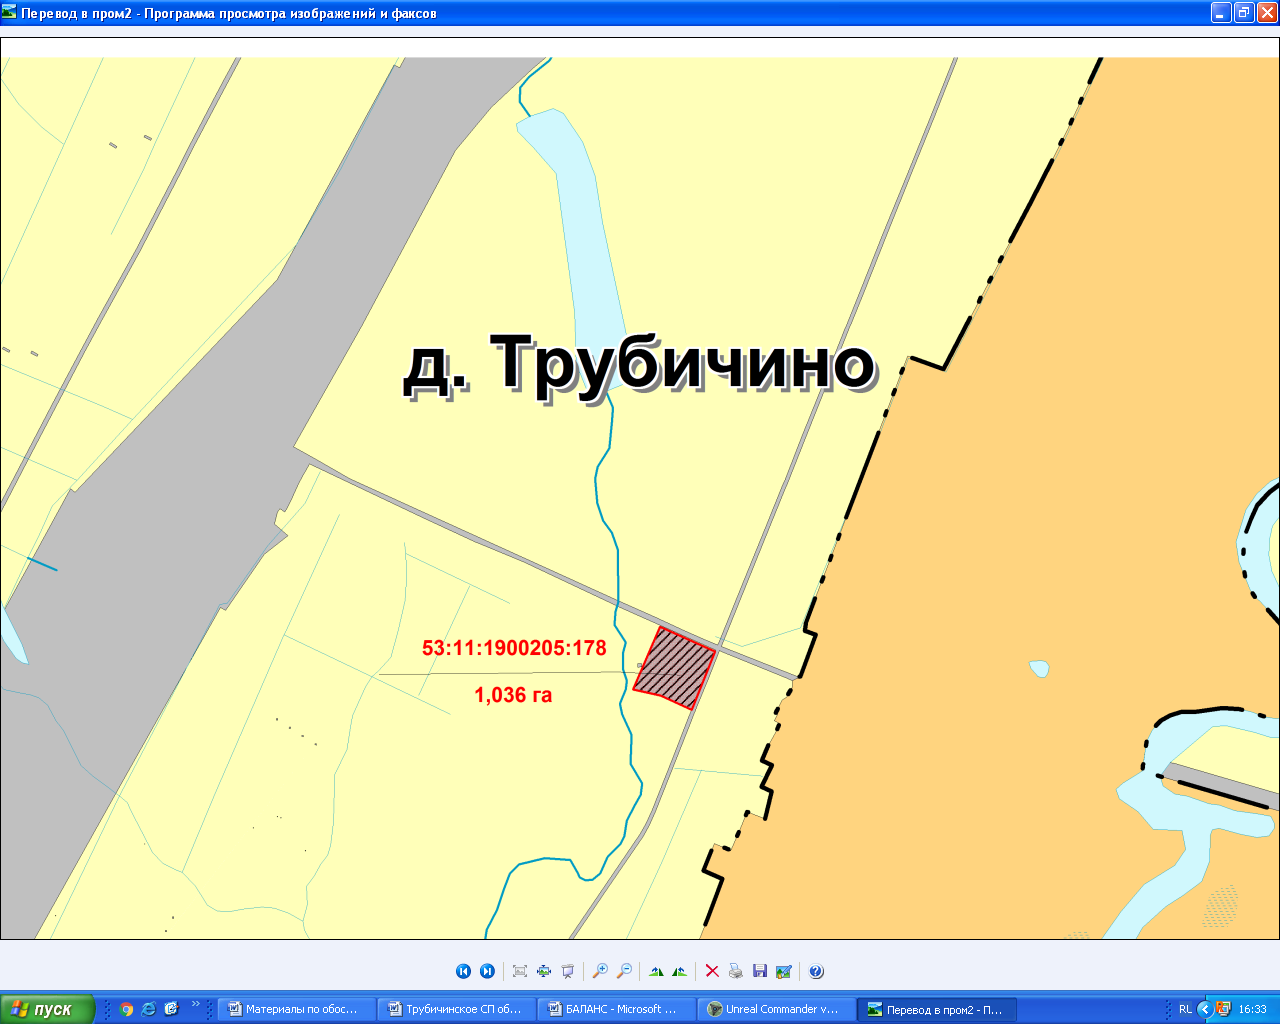 Перевод в пром2 - Программа просмотра изображений и факсов
д. Трубичино
53:11:1900205:178
1,036 га
пуск
Материалы по обос...
Трубичинское СП об...
БАЛАНС - Microsoft ...
Unreal Commander v...
Перевод в пром2 - П...
RL
16:33